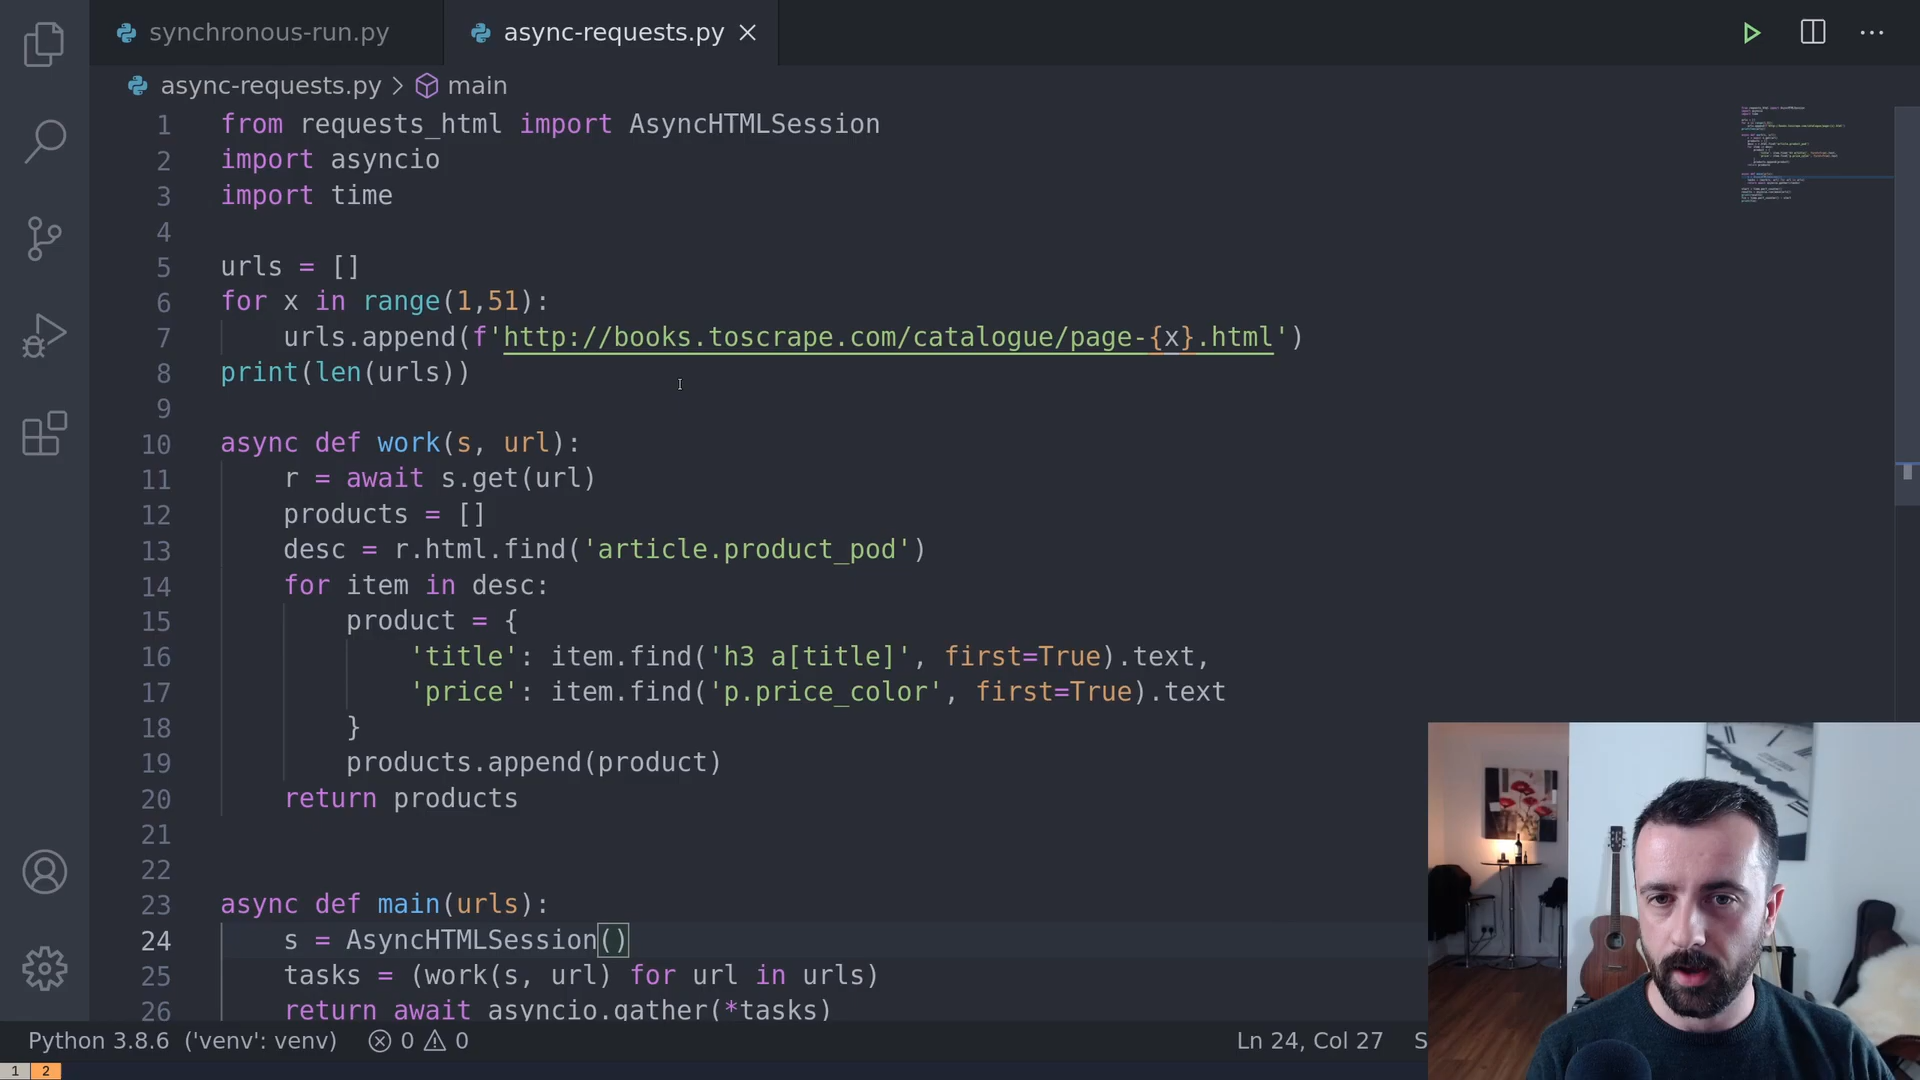 synchronous-run.py
async-requests.py
async-requests.py > main
1 from requests_html import AsyncHTMLSession
2 import asyncio
3 import time
4
5 urls = []
6 for x in range(1,51):
7 urls.append(f'http://books.toscrape.com/catalogue/page-{x}.html')
8 print(len(urls))
9
10 async def work(s, url):
11 r = await s.get(url)
12 products = []
13 desc = r.html.find('article.product_pod')
14 for item in desc:
15 product = {
16 'title': item.find('h3 a[title]', first=True).text,
17 'price': item.find('p.price_color', first=True).text
18 }
19 products.append(product)
20 return products
21
22
23 async def main(urls):
24 s = AsyncHTMLSession()
25 tasks = (work(s, url) for url in urls)
26 return await asyncio.gather(*tasks)
Python 3.8.6 ('venv': venv) 0 0 Ln 24, Col 27 S
1 2